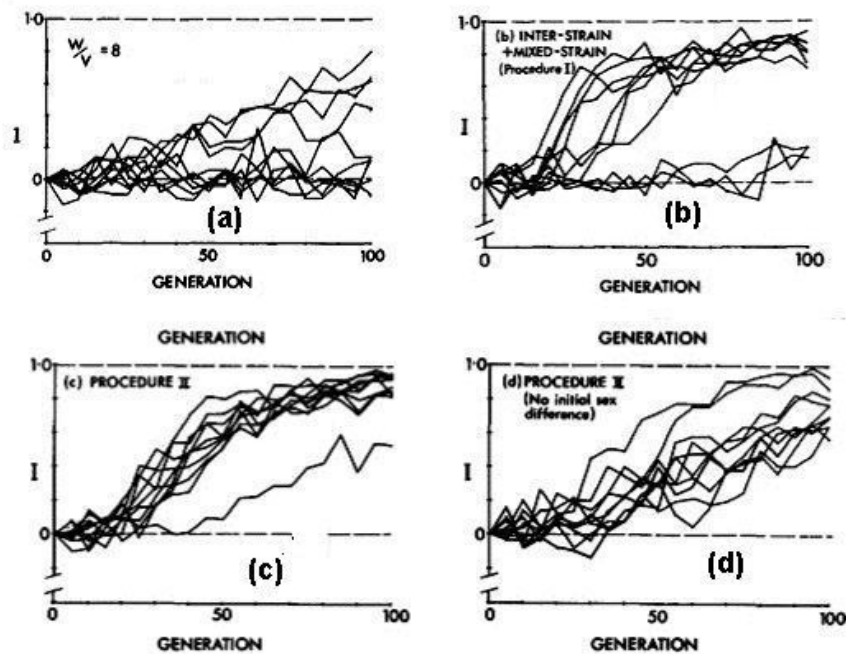 1·0
W/V = 8
I
0
(a)
0
50
100
GENERATION
1·0
(b) INTER-STRAIN
+MIXED-STRAIN
(Procedure I)
I
0
(b)
0
50
100
GENERATION
GENERATION
1·0
(c) PROCEDURE II
I
0
(c)
0
50
100
GENERATION
GENERATION
1·0
(d) PROCEDURE II
(No initial sex
difference)
I
0
(d)
0
50
100
GENERATION